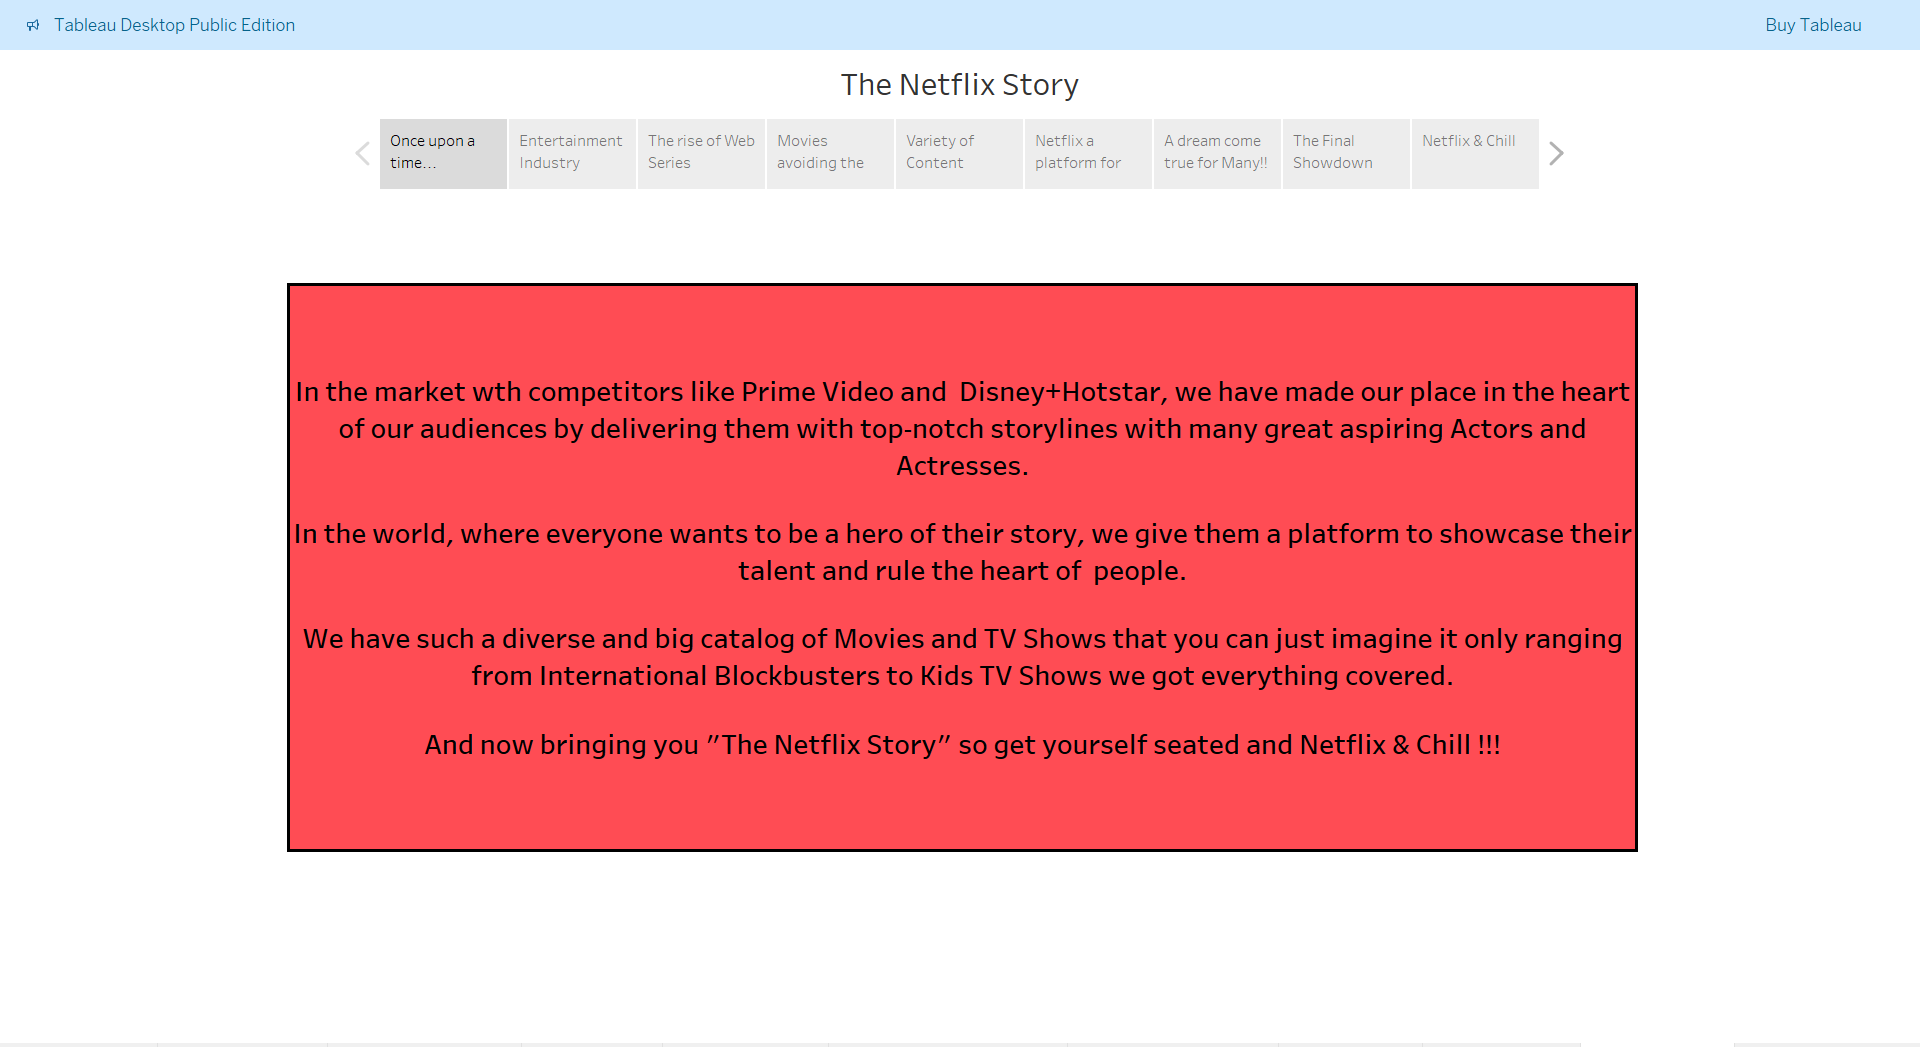 Tableau Desktop Public Edition
Buy Tableau
The Netflix Story
Once upon a
time...
Entertainment
Industry
The rise of Web
Series
Movies
avoiding the
Variety of
Content
Netflix a
platform for
A dream come
true for Many!!
The Final
Showdown
Netflix & Chill
In the market wth competitors like Prime Video and  Disney+Hotstar, we have made our place in the heart
of our audiences by delivering them with top-notch storylines with many great aspiring Actors and
Actresses.
In the world, where everyone wants to be a hero of their story, we give them a platform to showcase their
talent and rule the heart of  people.
We have such a diverse and big catalog of Movies and TV Shows that you can just imagine it only ranging
from International Blockbusters to Kids TV Shows we got everything covered.
And now bringing you "The Netflix Story" so get yourself seated and Netflix & Chill !!!